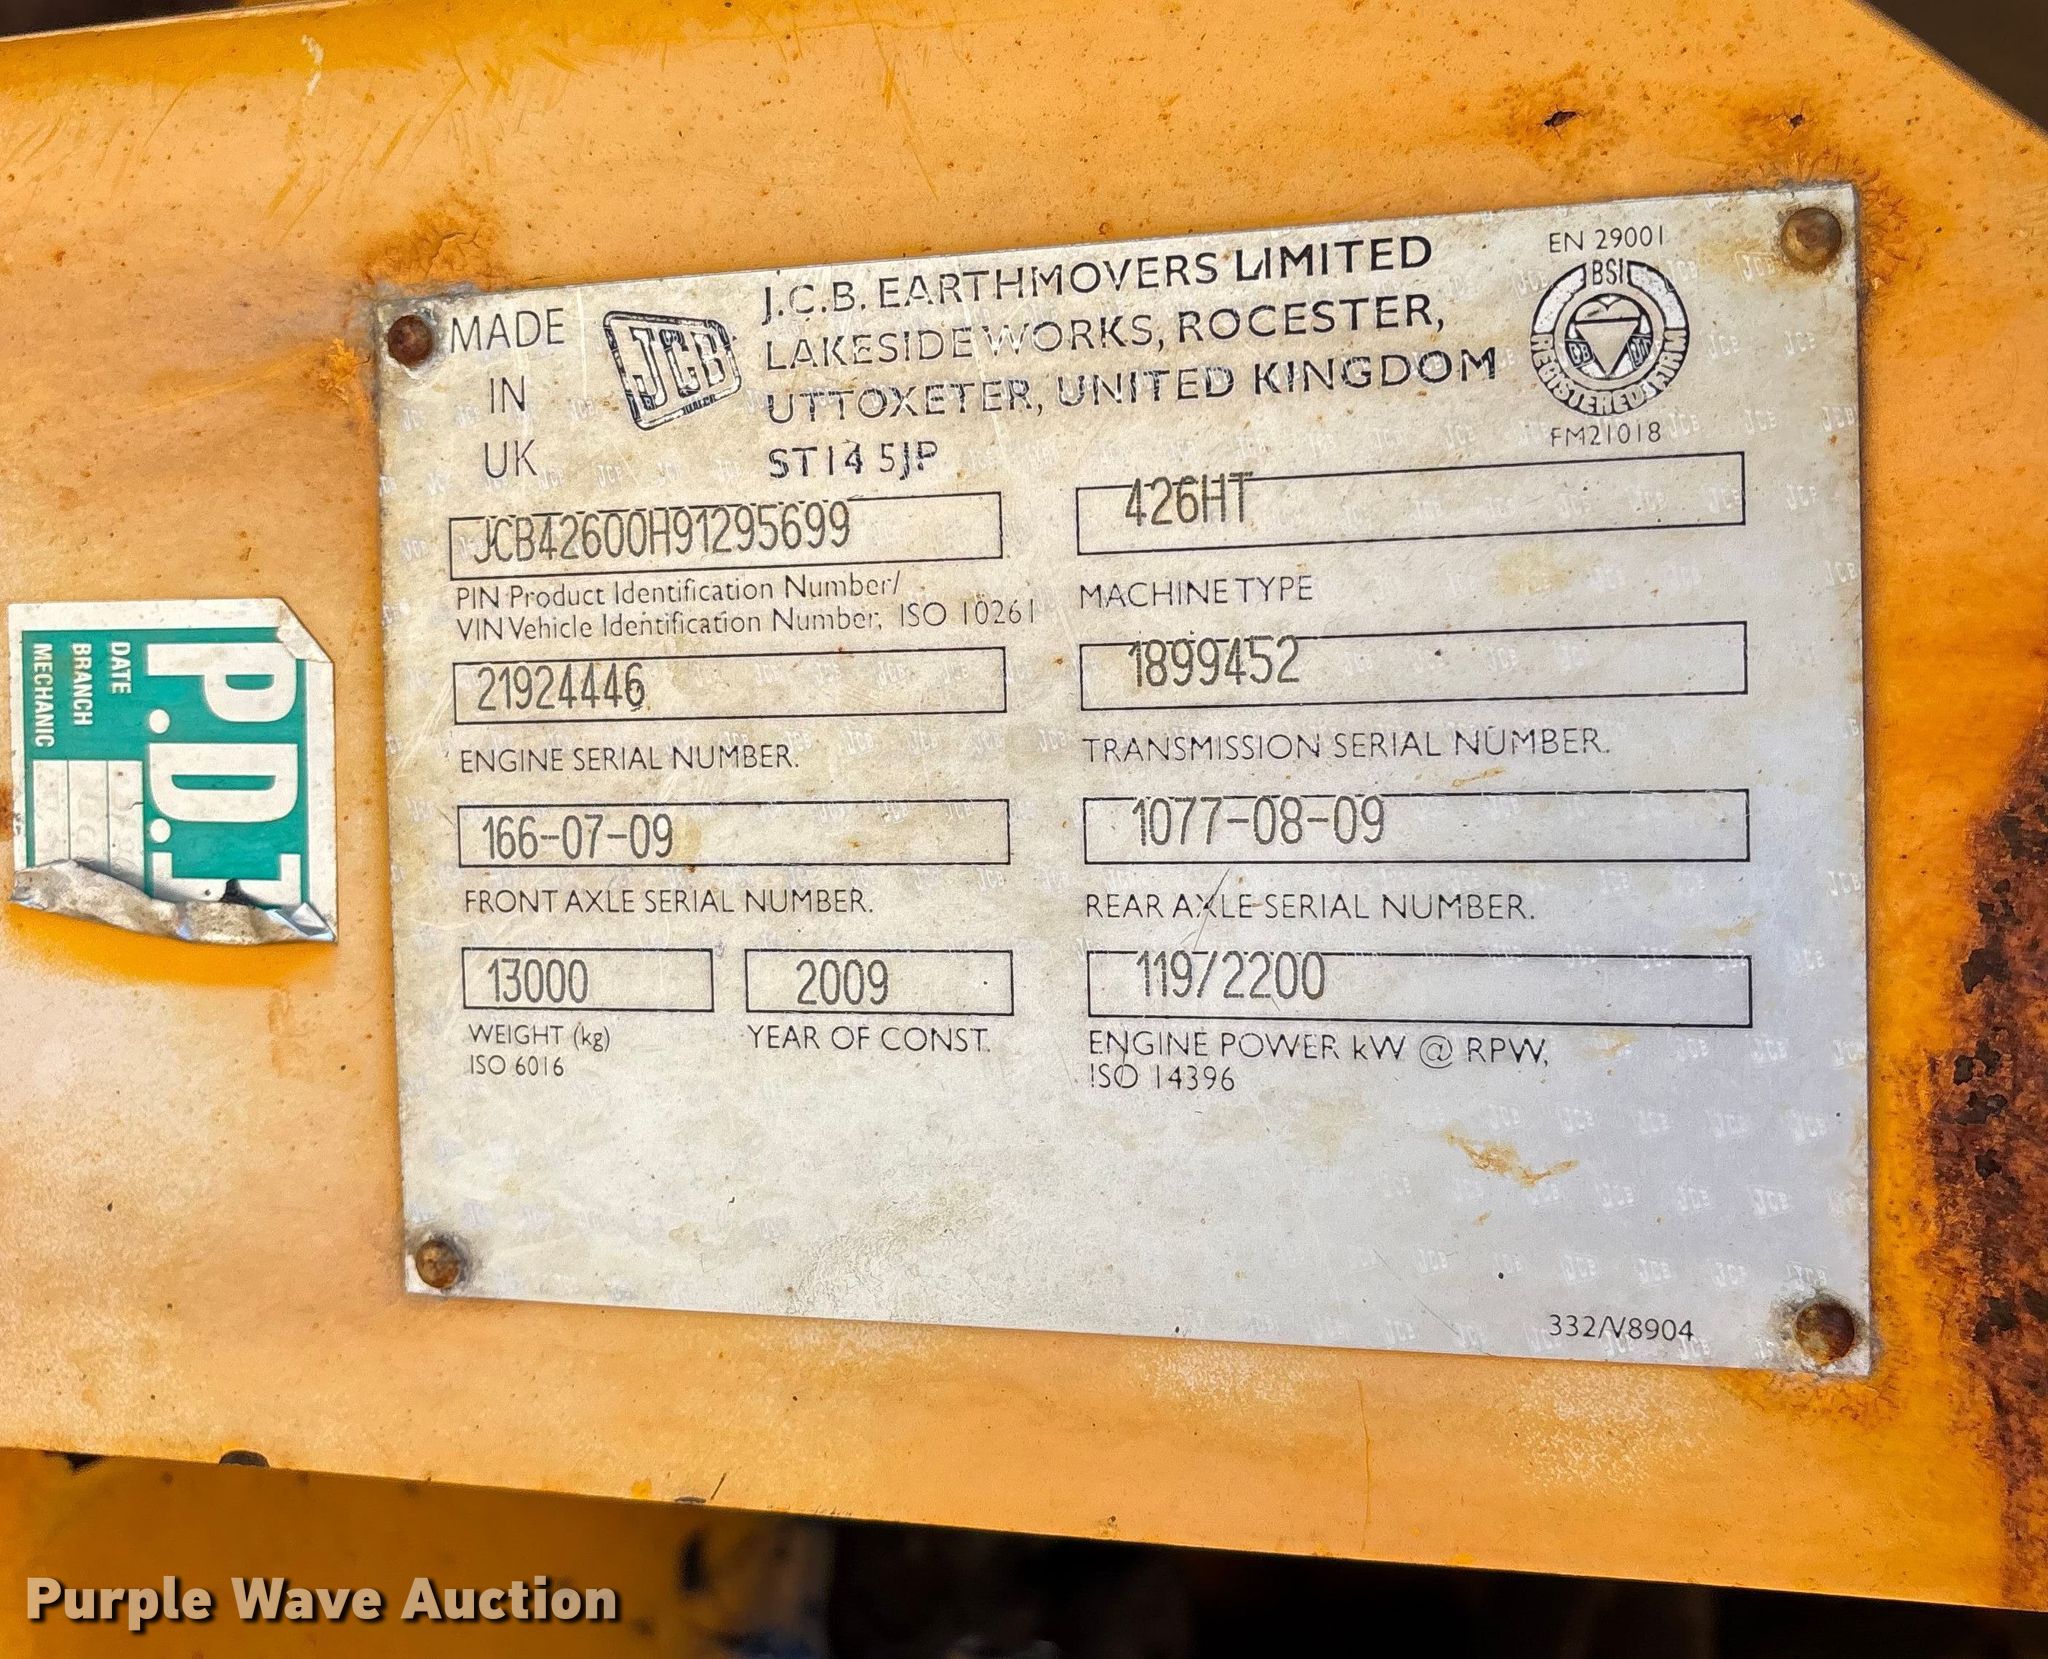 MADE
IN
UK
JCB
J.C.B. EARTHMOVERS LIMITED
LAKESIDE WORKS, ROCESTER,
UTTOXETER, UNITED KINGDOM
ST14 5JP
EN 29001
BSI
REGISTERED FIRM
FM21018
JCB42600H91295699
PIN Product Identification Number/
VIN Vehicle Identification Number, ISO 10261
426HT
MACHINE TYPE
21924446
ENGINE SERIAL NUMBER.
1899452
TRANSMISSION SERIAL NUMBER.
166-07-09
FRONT AXLE SERIAL NUMBER.
1077-08-09
REAR AXLE SERIAL NUMBER.
13000
WEIGHT (kg)
ISO 6016
2009
YEAR OF CONST.
119/2200
ENGINE POWER kW @ RPW,
ISO 14396
332/V8904
P.D.I
DATE
BRANCH
MECHANIC
Purple Wave Auction